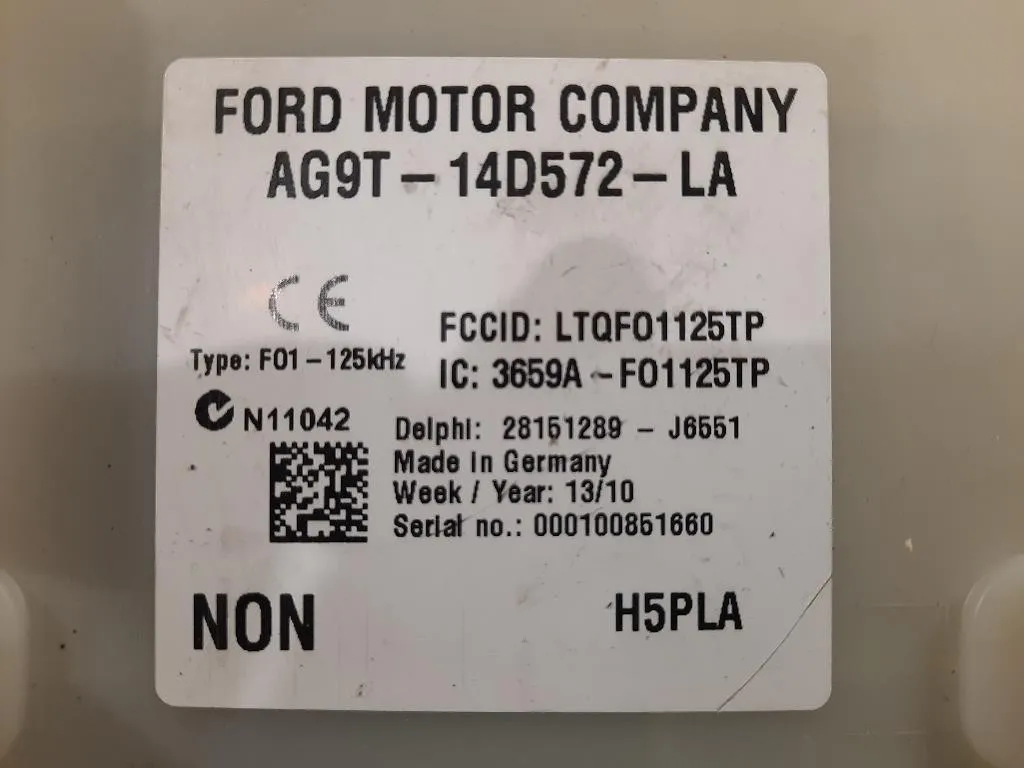 FORD MOTOR COMPANY
AG9T-14D572-LA
CE
Type: F01-125kHz
FCCID: LTQFO1125TP
IC: 3659A-FO1125TP
N11042
Delphi: 28151289 - J6551
Made in Germany
Week / Year: 13/10
Serial no.: 000100851660
NON
H5PLA